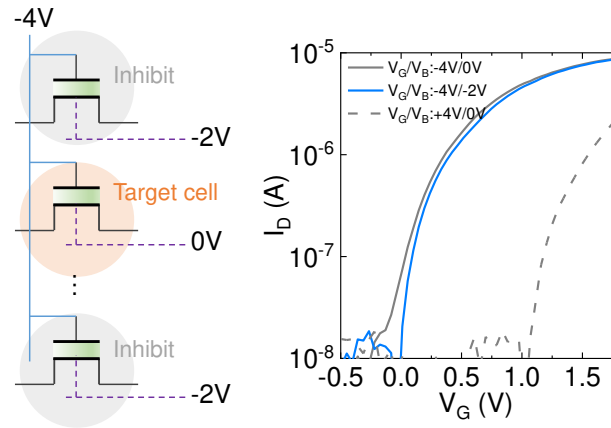 -4V
Inhibit
-2V
Target cell
0V
⋮
Inhibit
-2V
V_G/V_B:-4V/0V
V_G/V_B:-4V/-2V
V_G/V_B:+4V/0V
I_D (A)
10^-5
10^-6
10^-7
10^-8
-0.5 0.0 0.5 1.0 1.5
V_G (V)